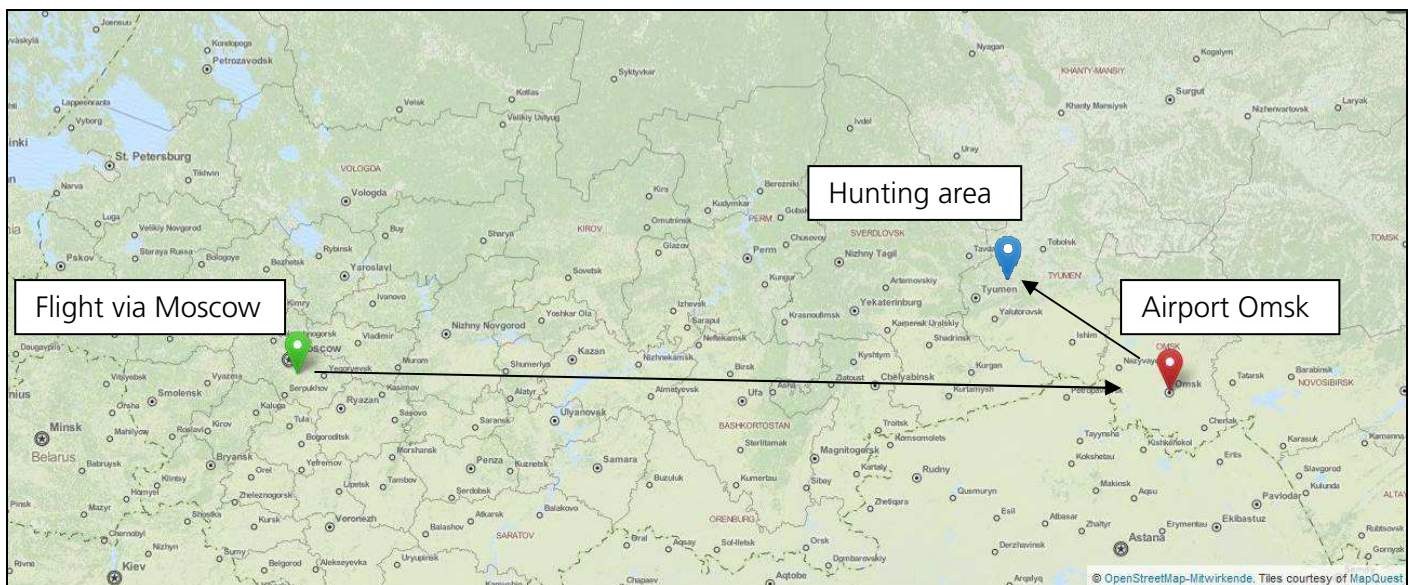 Joensuu
Nyagan
Kogalym
Kondopoga
Petrozavodsk
Syktyvkar
KHANTY-MANSIY
Surgut
Kotlas
Lappeenranta
Velsk
Velikiy Ustyug
Khanty Mansiysk
Nizhenvartovsk
Laryak
Vyborg
Ivdel
St. Petersburg
Tikhvin
Uray
VOLOGDA
Narva
Vologda
Kirs
Berezniki
Hunting area
Luga
Velikiy Novgorod
Buy
Sharya
KIROV
Omutninsk
Kudymkar
PERM'
SVERDLOVSK
Tobolsk
TOMSK
Pskov
Staraya Russa
Bologoye
Bezhetsk
Rybinsk
Yaroslavl
Glazov
Perm
Chusovoy
Nizhny Tagil
TYUMEN'
Flight via Moscow
Kimry
Ivanovo
Sovetsk
Kungur
Artemovskiy
Tyumen
Airport Omsk
Yoshkar Ola
Izhevsk
Sarapul
Krasnoufimsk
Yekaterinburg
Yalutorovsk
Vladimir
Nizhny Novgorod
Neftekamsk
Kamensk Uralskiy
Shadrinsk
Ishim
Daugavpils
Murom
Shumerlya
Kazan
Nizhnekamsk
Kyshtym
OMSK
Vitsyebsk
Smolensk
Vyazma
Serpukhov
Yegoryevsk
Kasimov
Alatyr
Almetyevsk
Birsk
Ufa
Asha
Zlatoust
Chelyabinsk
Kurgan
Kurtamysh
Omsk
Tatarsk
Barabinsk
NOVOSIBIRSK
Orsha
Kaluga
Ryazan
Sasovo
Saransk
Ulyanovsk
Minsk
Mahilyow
Roslavl
Kirov
Tula
Bogoroditsk
Morshansk
BASHKORTOSTAN
Troitsk
Komsomolets
Tayynsha
Kishkenekol
Cherlak
Karasuk
Kamenna
Belarus
Babruysk
Bryansk
Orel
Yefremov
Penza
Kuznetsk
Samara
Sterlitamak
Magnitogorsk
Kokshetau
Ertis
Klintsy
Lipetsk
Tambov
Serdobsk
Buzuluk
Kumertau
Sibay
Kartaly
Rudny
Qusmuryn
Makinsk
Aqsu
Pavlodar
Slavgorod
Kulunda
ALTAY
Pinsk
Mazyr
Homyel
Zheleznogorsk
Kursk
Voronezh
Atkarsk
Balakovo
Balashov
ORENBURG
Zhetiqara
Esil
Atbasar
Zhaltyr
Erymentau
Ekibastuz
Rubtsovsk
Chernobyl
Shostka
SARATOV
Oral
Aqsay
Sol-Iletsk
Orsk
Derzhavinsk
Astana
Gornyak
Rivne
Kiev
Nizhyn
Sumy
Belgorod
Alekseyevka
Uryupinsk
Kamyshin
Aqtobe
Dombarovskiy
Arqalyq
© OpenStreetMap-Mitwirkende. Tiles courtesy of MapQuest